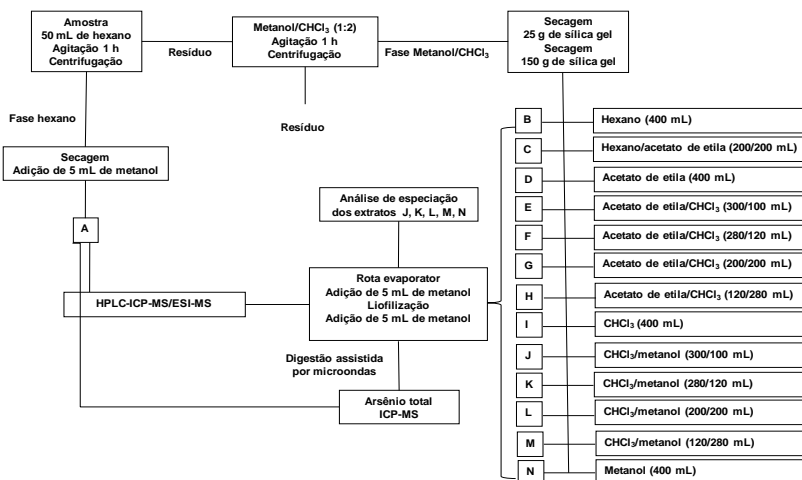 Amostra
50 mL de hexano
Agitação 1 h
Centrifugação
Resíduo
Metanol/CHCl₃ (1:2)
Agitação 1 h
Centrifugação
Fase Metanol/CHCl₃
Secagem
25 g de sílica gel
Secagem
150 g de sílica gel
Resíduo
Fase hexano
Secagem
Adição de 5 mL de metanol
A
HPLC-ICP-MS/ESI-MS
Análise de especiação
dos extratos J, K, L, M, N
Rota evaporator
Adição de 5 mL de metanol
Liofilização
Adição de 5 mL de metanol
Digestão assistida
por microondas
Arsênio total
ICP-MS
B Hexano (400 mL)
C Hexano/acetato de etila (200/200 mL)
D Acetato de etila (400 mL)
E Acetato de etila/CHCl₃ (300/100 mL)
F Acetato de etila/CHCl₃ (280/120 mL)
G Acetato de etila/CHCl₃ (200/200 mL)
H Acetato de etila/CHCl₃ (120/280 mL)
I CHCl₃ (400 mL)
J CHCl₃/metanol (300/100 mL)
K CHCl₃/metanol (280/120 mL)
L CHCl₃/metanol (200/200 mL)
M CHCl₃/metanol (120/280 mL)
N Metanol (400 mL)